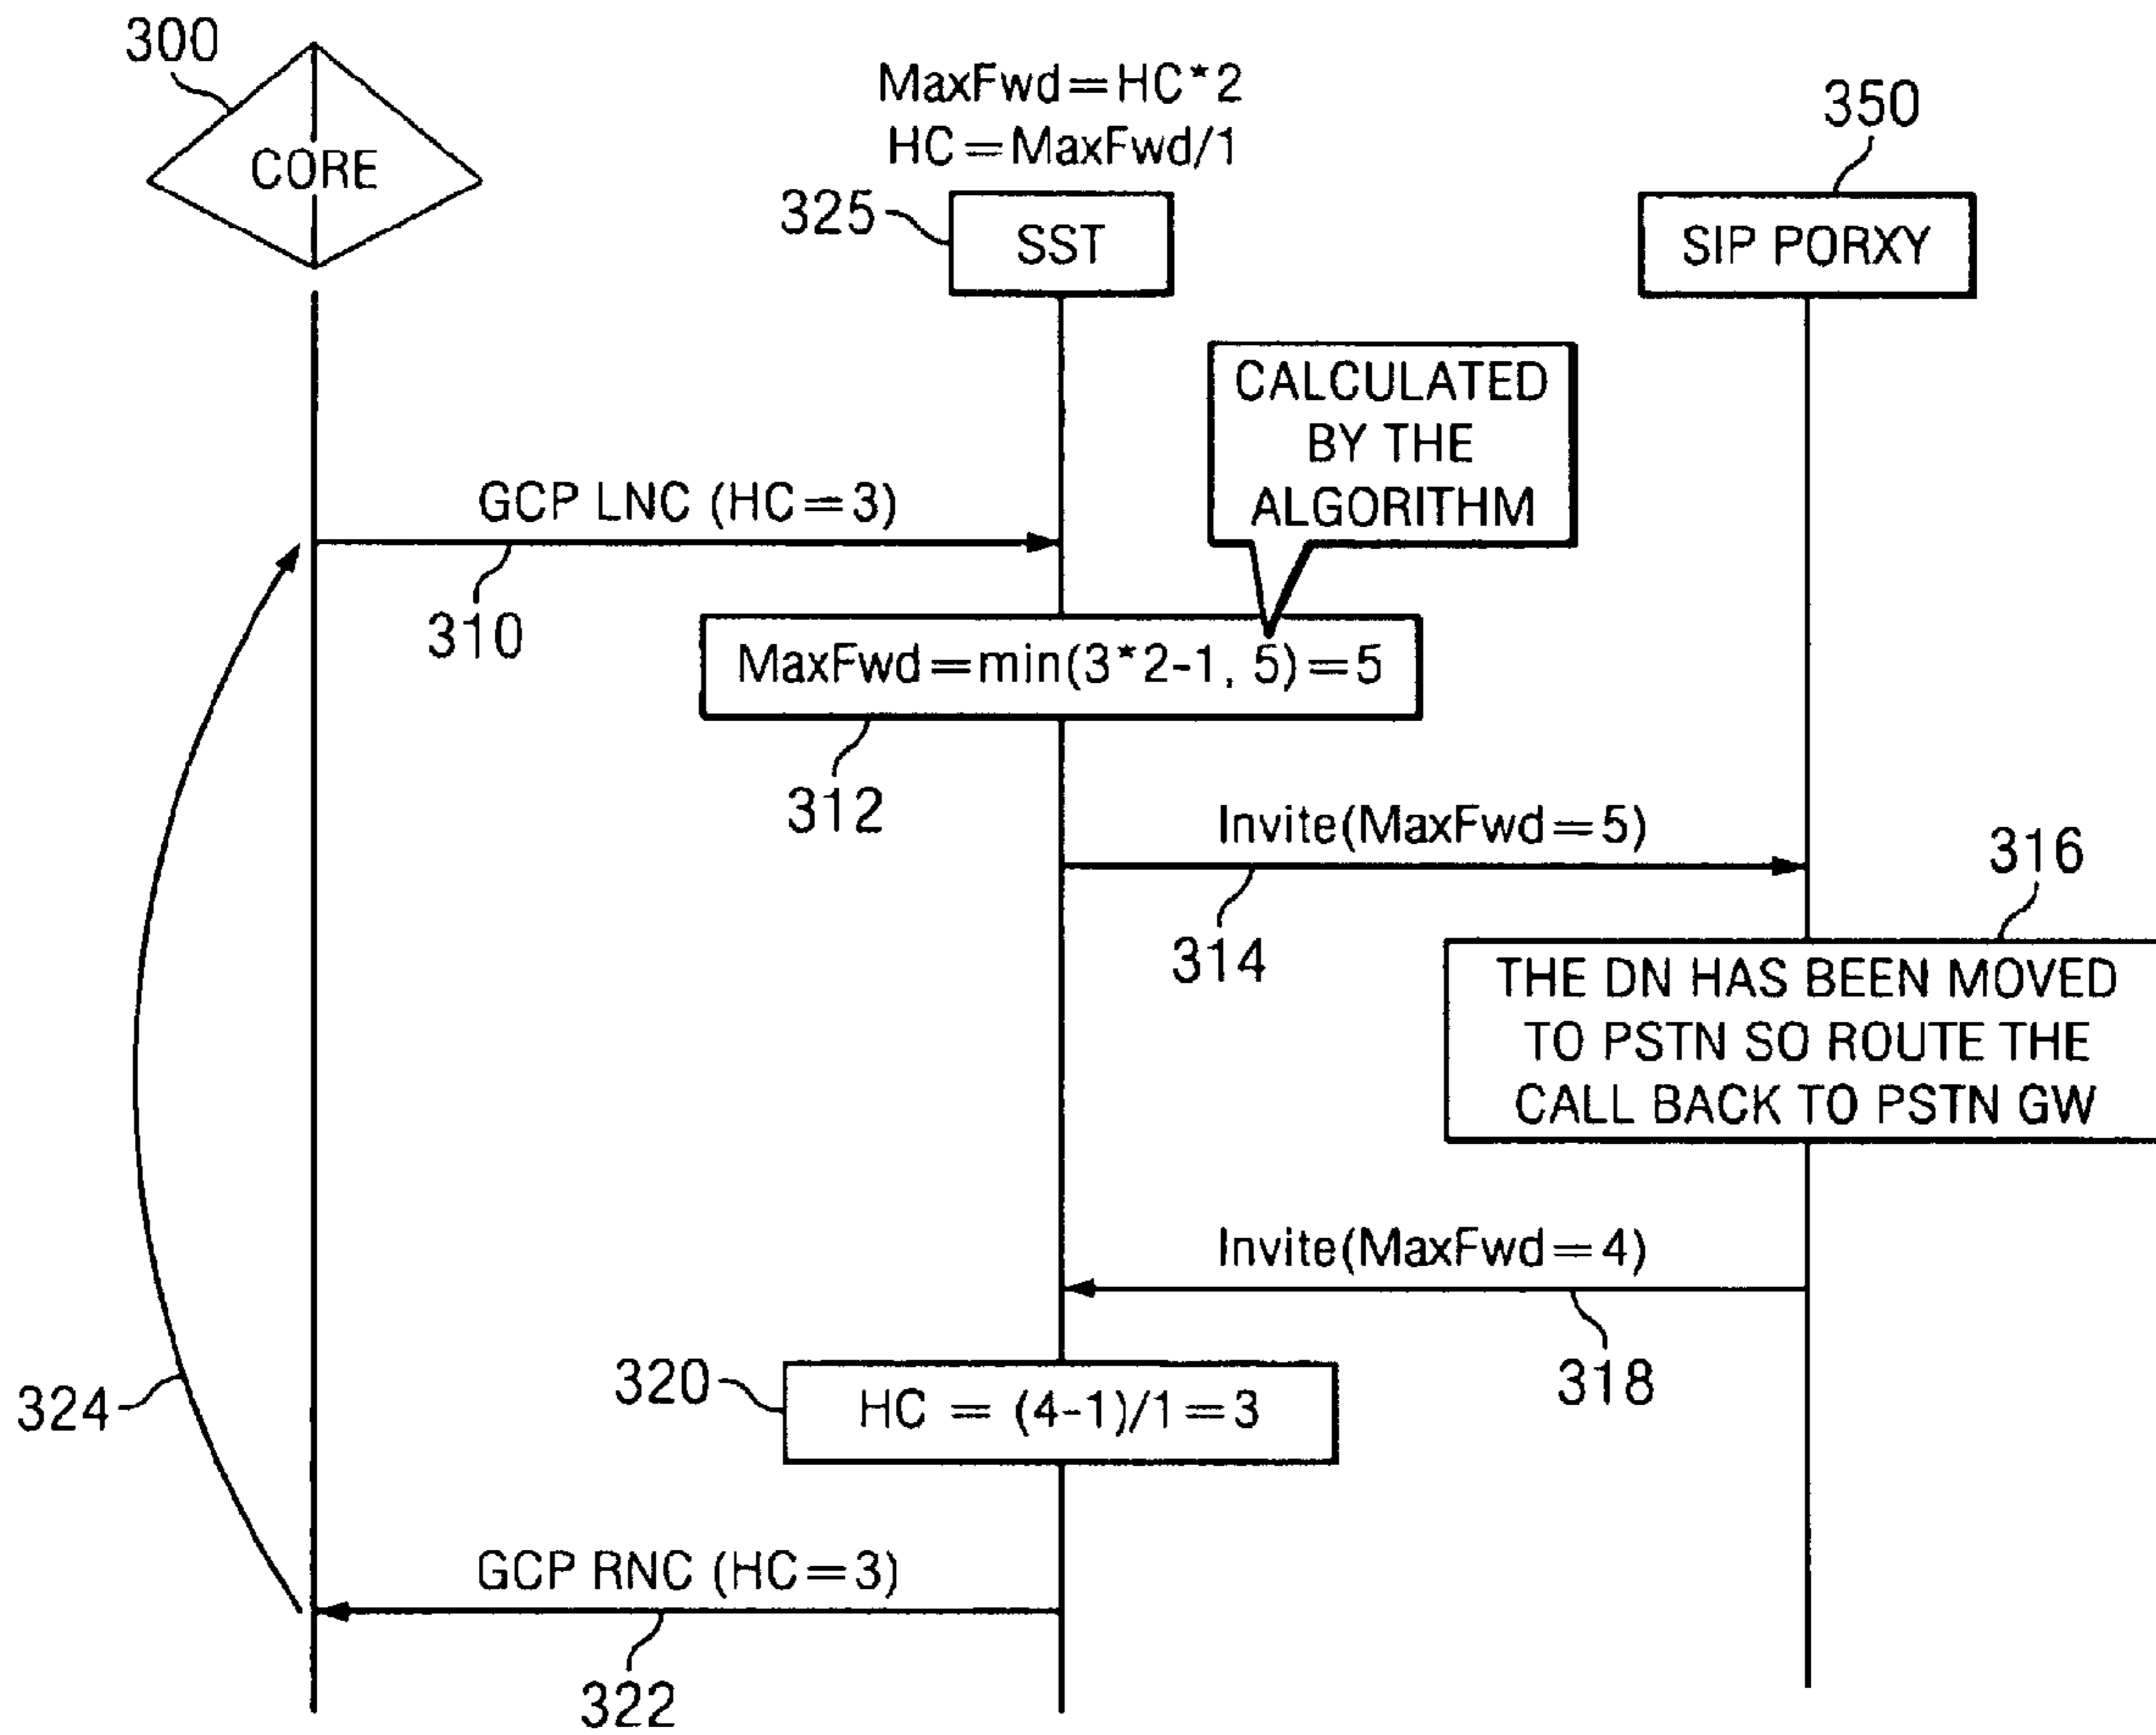 300
CORE
MaxFwd=HC*2
HC=MaxFwd/1
325
SST
350
SIP PORXY
CALCULATED
BY THE
ALGORITHM
GCP LNC (HC=3)
310
MaxFwd=min(3*2-1, 5)=5
312
Invite(MaxFwd=5)
314
316
THE DN HAS BEEN MOVED
TO PSTN SO ROUTE THE
CALL BACK TO PSTN GW
Invite(MaxFwd=4)
318
320
HC = (4-1)/1=3
324
GCP RNC (HC=3)
322